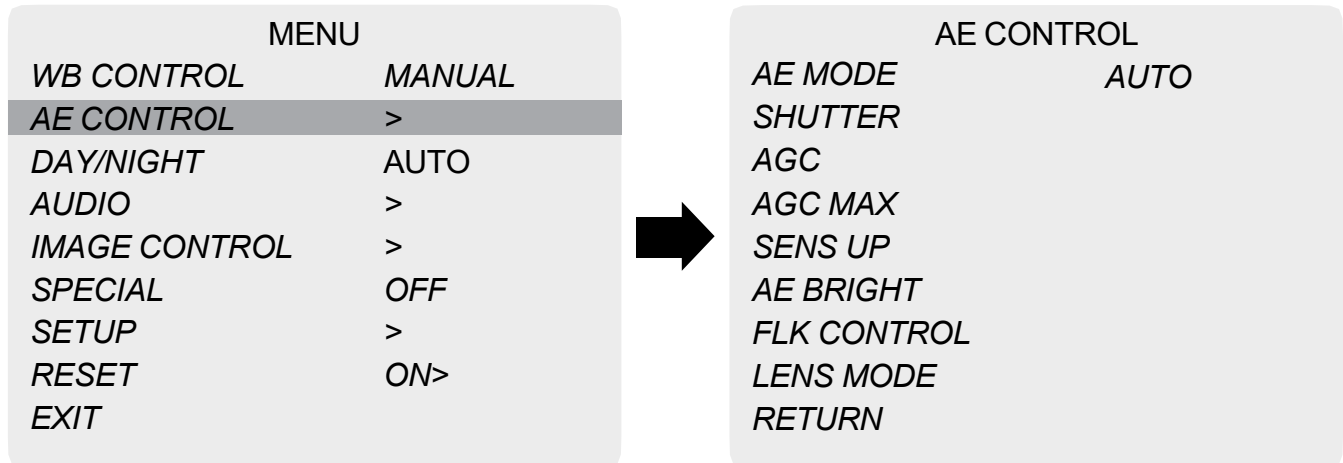 MENU
WB CONTROL MANUAL
AE CONTROL >
DAY/NIGHT AUTO
AUDIO >
IMAGE CONTROL >
SPECIAL OFF
SETUP >
RESET ON>
EXIT
AE CONTROL
AE MODE AUTO
SHUTTER
AGC
AGC MAX
SENS UP
AE BRIGHT
FLK CONTROL
LENS MODE
RETURN